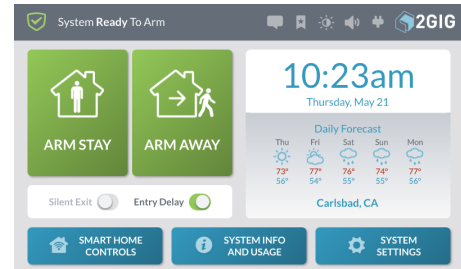 System Ready To Arm
2GIG
ARM STAY
ARM AWAY
Silent Exit
Entry Delay
10:23am
Thursday, May 21
Daily Forecast
Thu Fri Sat Sun Mon
73° 77° 76° 74° 77°
56° 54° 55° 55° 56°
Carlsbad, CA
SMART HOME
CONTROLS
SYSTEM INFO
AND USAGE
SYSTEM
SETTINGS